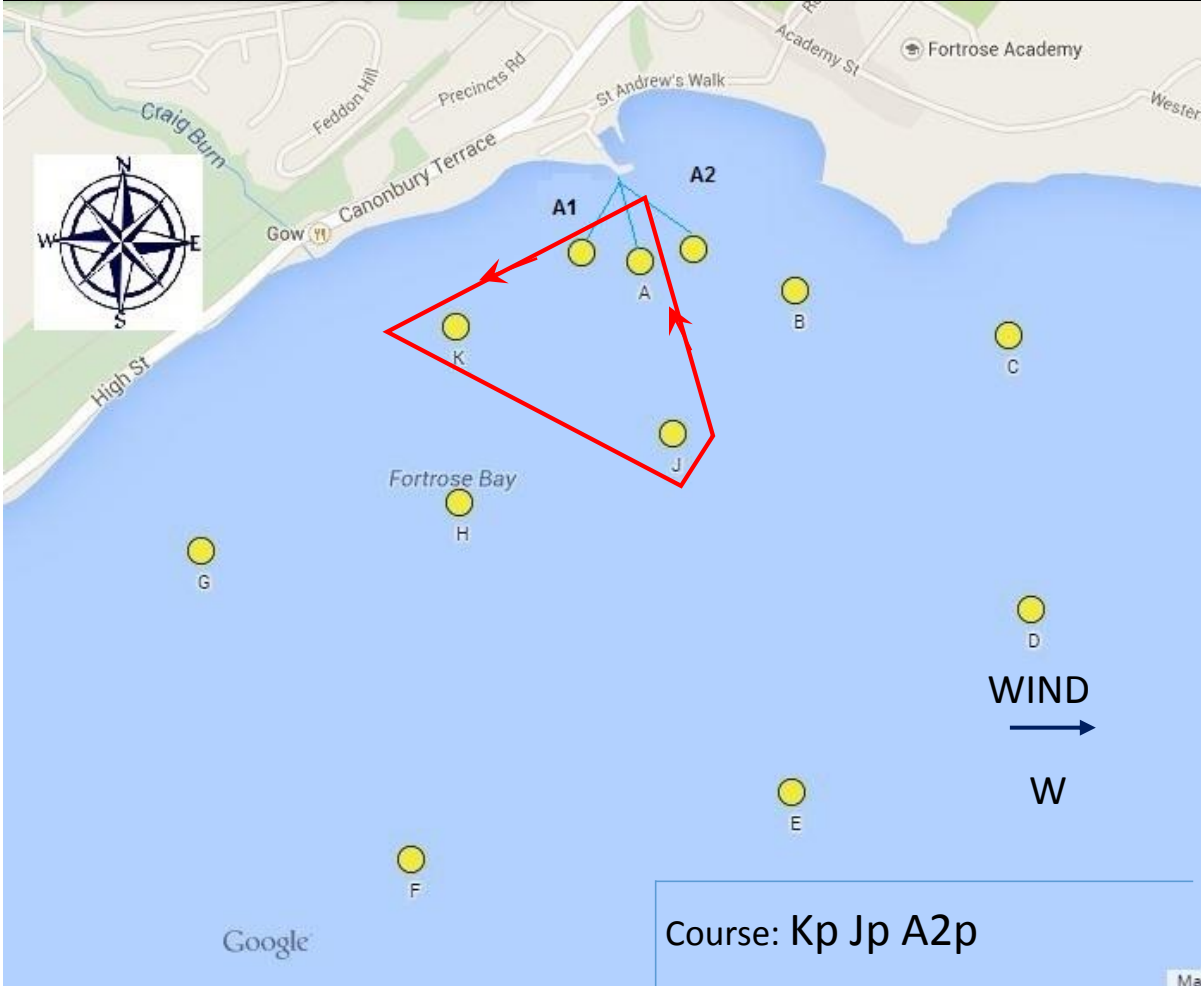 Academy St
Fortrose Academy
Precincts Rd
Feddon Hill
St Andrew's Walk
Wester
Craig Burn
Canonbury Terrace
N
W
E
S
Gow
High St
A1
A2
A
B
C
K
J
Fortrose Bay
H
G
D
WIND
W
E
F
Google
Course: Kp Jp A2p